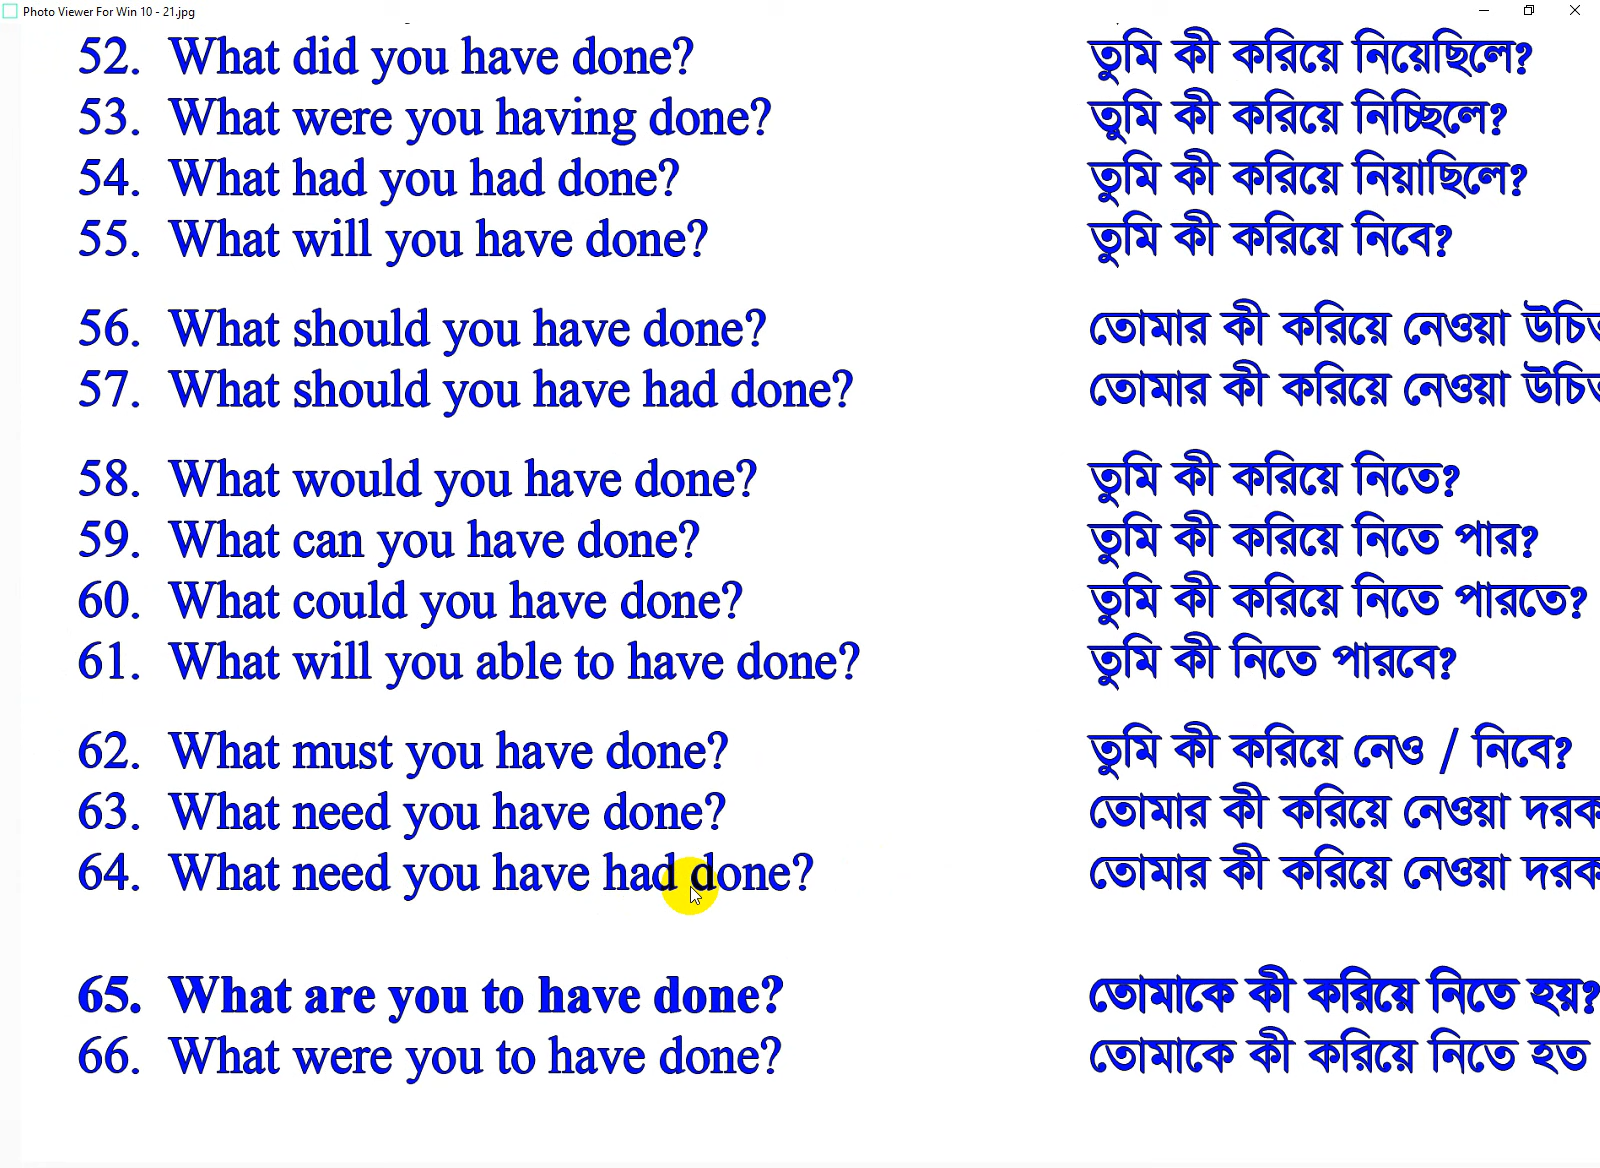 Photo Viewer For Win 10 - 21.jpg
52. What did you have done? তুমি কী করিয়ে নিয়েছিলে?
53. What were you having done? তুমি কী করিয়ে নিচ্ছিলে?
54. What had you had done? তুমি কী করিয়ে নিয়াছিলে?
55. What will you have done? তুমি কী করিয়ে নিবে?
56. What should you have done? তোমার কী করিয়ে নেওয়া
57. What should you have had done? তোমার কী করিয়ে নেওয়া
58. What would you have done? তুমি কী করিয়ে নিতে?
59. What can you have done? তুমি কী করিয়ে নিতে পার?
60. What could you have done? তুমি কী করিয়ে নিতে পারতে?
61. What will you able to have done? তুমি কী নিতে পারবে?
62. What must you have done? তুমি কী করিয়ে নেও / নিবে?
63. What need you have done? তোমার কী করিয়ে নেওয়া
64. What need you have had done? তোমার কী করিয়ে নেওয়া
65. What are you to have done? তোমাকে কী করিয়ে নিতে হয়?
66. What were you to have done? তোমাকে কী করিয়ে নিতে হত